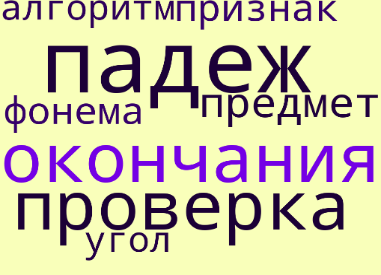 алгоритм признак
падеж
фонема предмет
окончания
проверка
угол